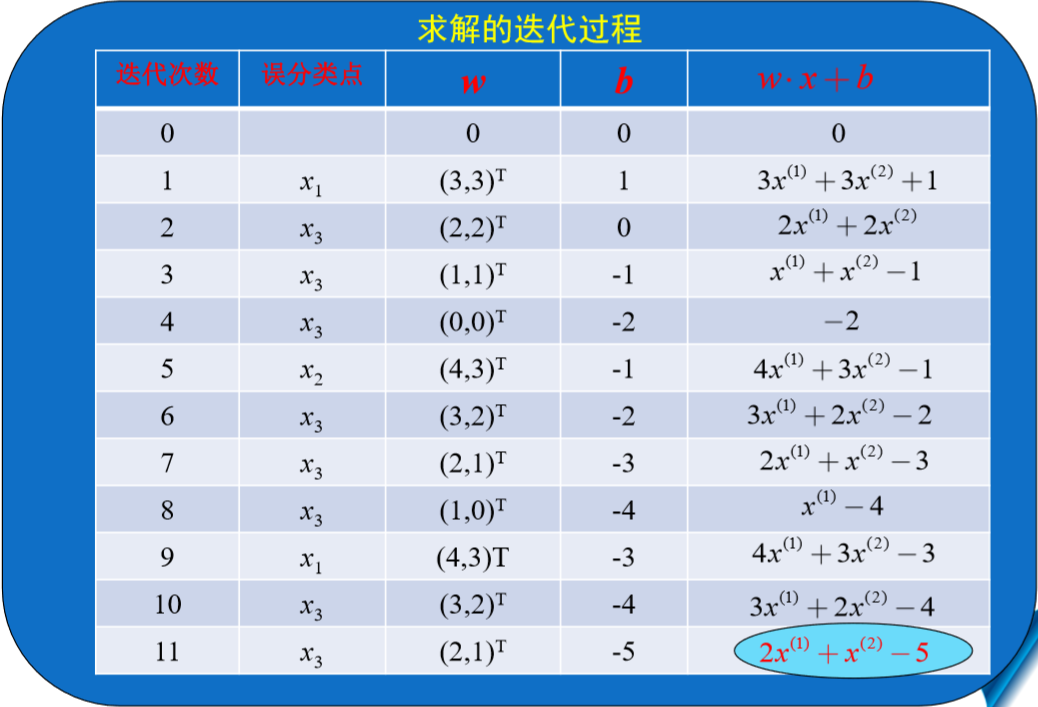 求解的迭代过程
迭代次数 误分类点 w b w·x+b
0 0 0 0
1 x₁ (3,3)ᵀ 1 3x⁽¹⁾+3x⁽²⁾+1
2 x₃ (2,2)ᵀ 0 2x⁽¹⁾+2x⁽²⁾
3 x₃ (1,1)ᵀ -1 x⁽¹⁾+x⁽²⁾−1
4 x₃ (0,0)ᵀ -2 −2
5 x₂ (4,3)ᵀ -1 4x⁽¹⁾+3x⁽²⁾−1
6 x₃ (3,2)ᵀ -2 3x⁽¹⁾+2x⁽²⁾−2
7 x₃ (2,1)ᵀ -3 2x⁽¹⁾+x⁽²⁾−3
8 x₃ (1,0)ᵀ -4 x⁽¹⁾−4
9 x₁ (4,3)T -3 4x⁽¹⁾+3x⁽²⁾−3
10 x₃ (3,2)ᵀ -4 3x⁽¹⁾+2x⁽²⁾−4
11 x₃ (2,1)ᵀ -5 2x⁽¹⁾+x⁽²⁾−5